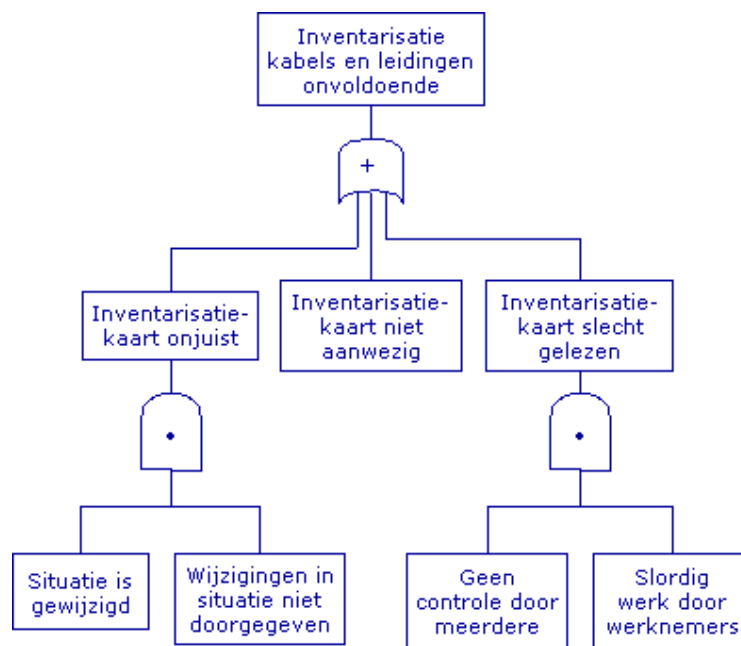 Inventarisatie
kabels en leidingen
onvoldoende
+
Inventarisatie-
kaart onjuist
Inventarisatie-
kaart niet
aanwezig
Inventarisatie-
kaart slecht
gelezen
Situatie is
gewijzigd
Wijzigingen in
situatie niet
doorgegeven
Geen
controle door
meerdere
Slordig
werk door
werknemers